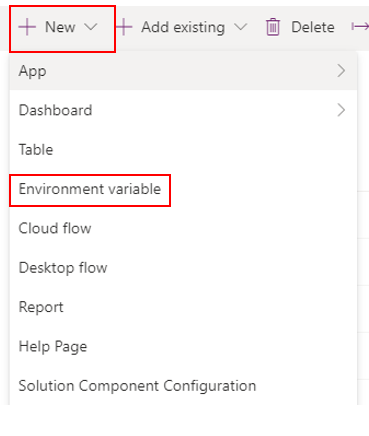 New Add existing Delete
App
Dashboard
Table
Environment variable
Cloud flow
Desktop flow
Report
Help Page
Solution Component Configuration